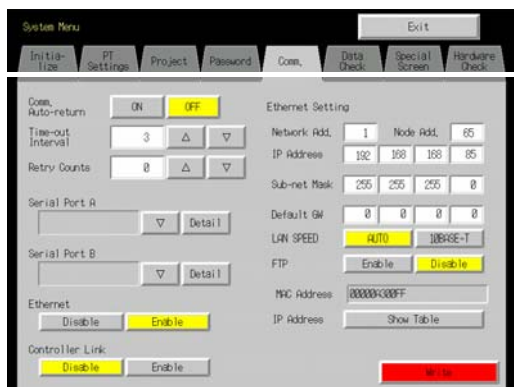 System Menu
Exit
Initia-
lize
PT
Settings
Project
Password
Comm.
Data
Check
Special
Screen
Hardware
Check
Comm.
Auto-return
ON
OFF
Time-out
Interval
3
Retry Counts
0
Serial Port A
Detail
Serial Port B
Detail
Ethernet
Disable
Enable
Controller Link
Disable
Enable
Ethernet Setting
Network Add.
1
Node Add.
65
IP Address
192 168 168 85
Sub-net Mask
255 255 255 0
Default GW
0 0 0 0
LAN SPEED
AUTO
10BASE-T
FTP
Enable
Disable
MAC Address
IP Address
Show Table
Write